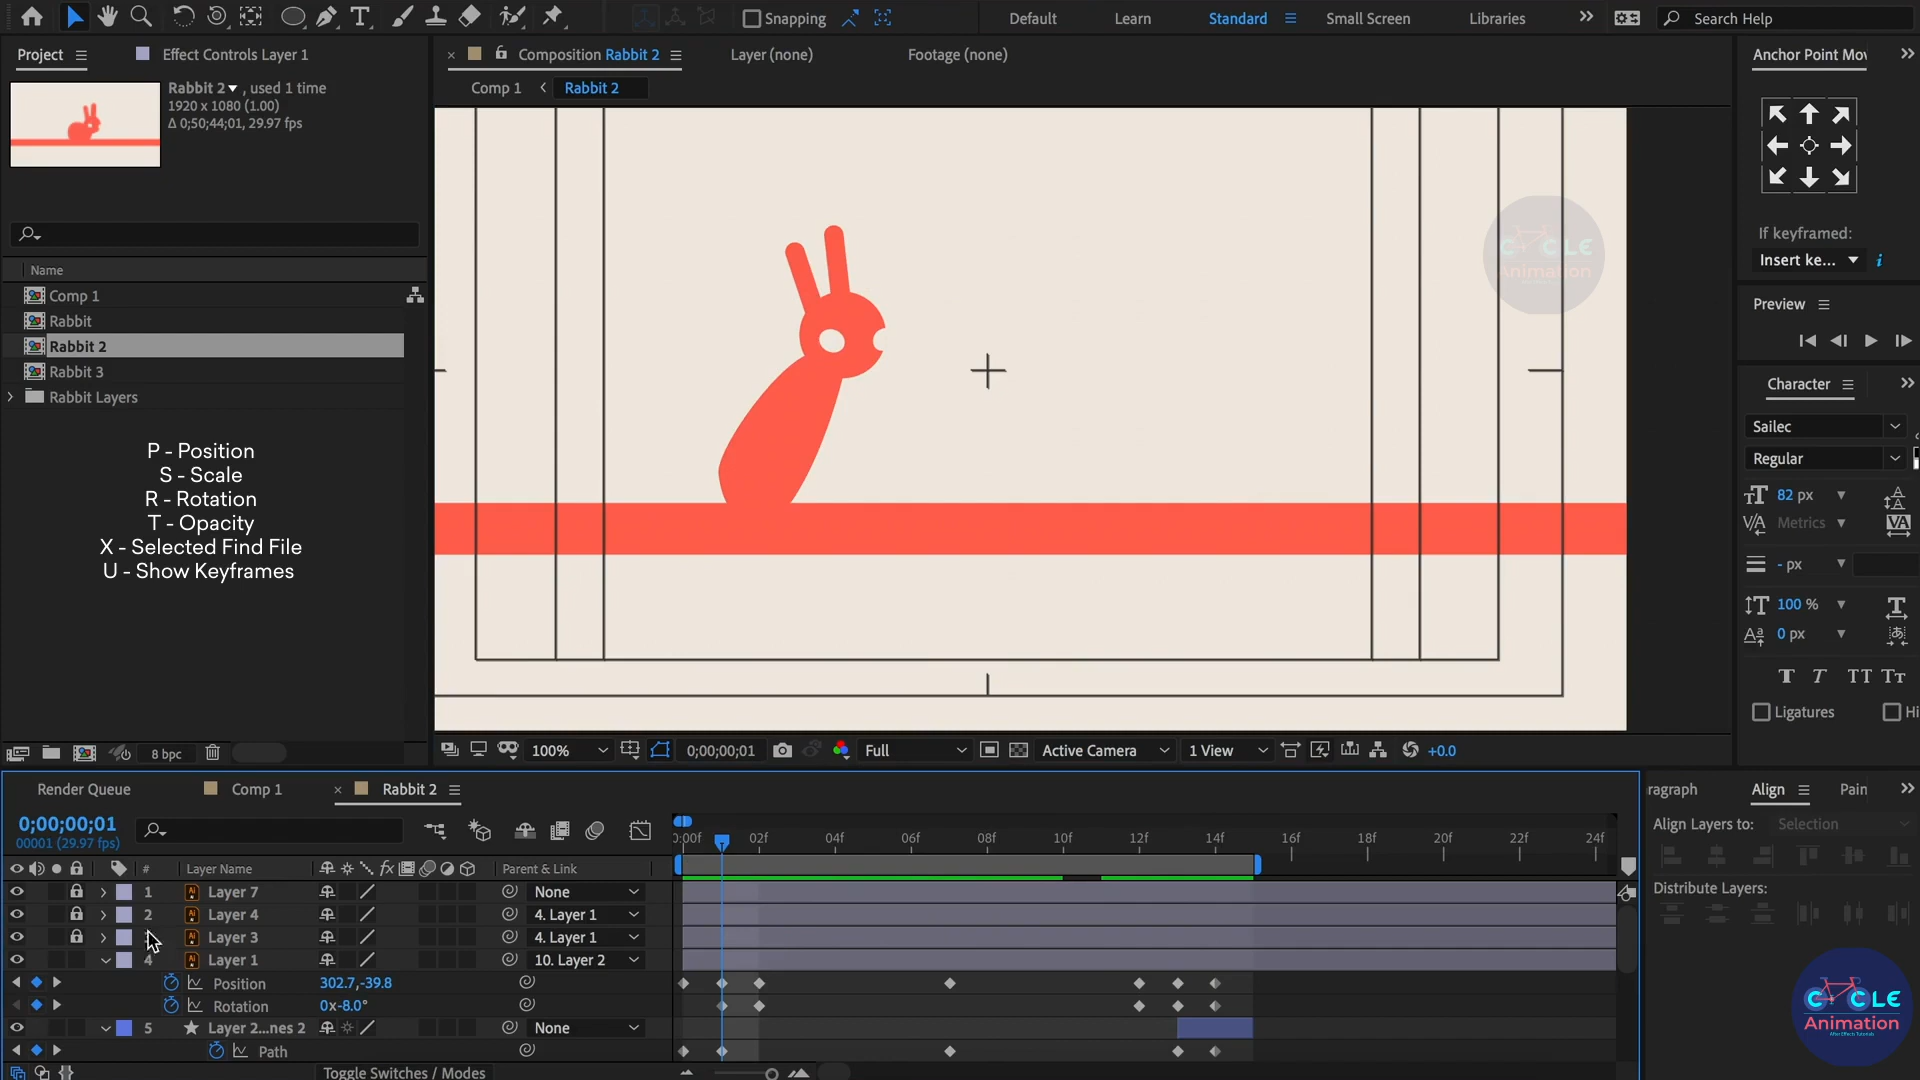 Snapping
Default
Learn
Standard
Small Screen
Libraries
Search Help
Project
Effect Controls Layer 1
Composition Rabbit 2
Layer (none)
Footage (none)
Anchor Point Mov
Rabbit 2 , used 1 time
1920 x 1080 (1.00)
Δ 0;50;44;01, 29.97 fps
Comp 1
Rabbit 2
If keyframed:
Insert ke...
Name
Comp 1
Rabbit
Rabbit 2
Rabbit 3
Rabbit Layers
CYCLE
Animation
Preview
Character
Sailec
Regular
82 px
Metrics
- px
100 %
0 px
Ligatures
Hi
P - Position
S - Scale
R - Rotation
T - Opacity
X - Selected Find File
U - Show Keyframes
8 bpc
100%
0;00;00;01
Full
Active Camera
1 View
+0.0
Render Queue
Comp 1
Rabbit 2
ragraph
Align
Pain
0;00;00;01
00001 (29.97 fps)
:00f 02f 04f 06f 08f 10f 12f 14f 16f 18f 20f 22f 24f
Align Layers to: Selection
Distribute Layers:
# Layer Name
Parent & Link
1 Layer 7 None
2 Layer 4 4. Layer 1
Layer 3 4. Layer 1
4 Layer 1 10. Layer 2
Position 302.7,-39.8
Rotation 0x-8.0°
5 Layer 2...nes 2 None
Path
Toggle Switches / Modes
CYCLE
Animation
After Effects Tutorials